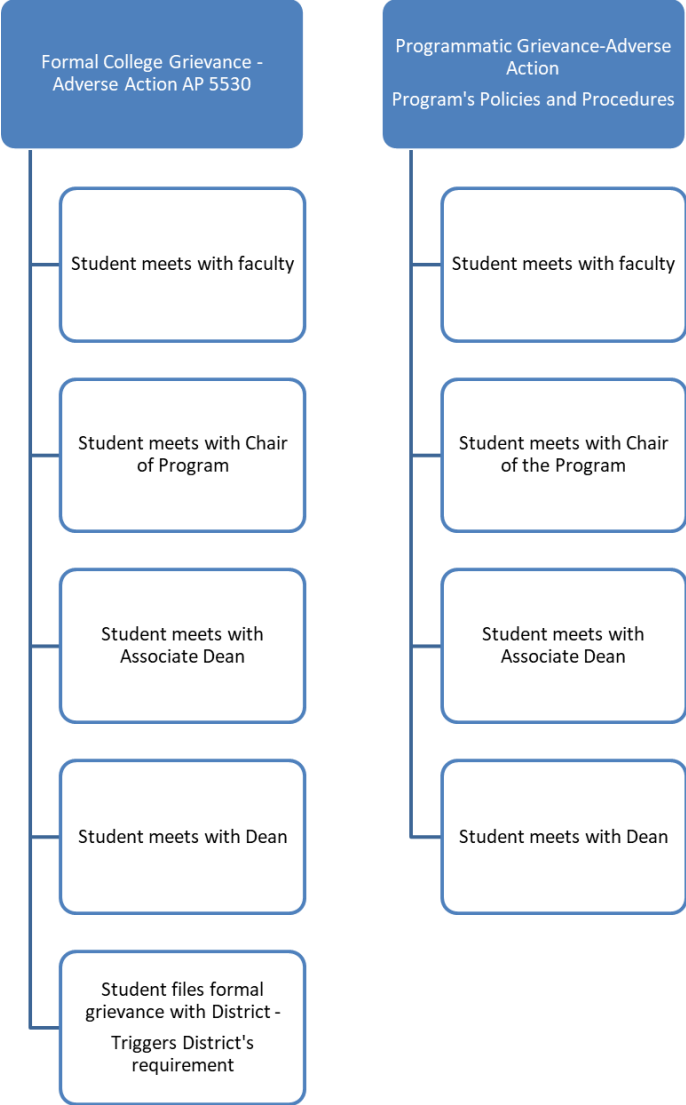 Formal College Grievance -
Adverse Action AP 5530
Student meets with faculty
Student meets with Chair
of Program
Student meets with
Associate Dean
Student meets with Dean
Student files formal
grievance with District -
Triggers District's
requirement
Programmatic Grievance-Adverse
Action
Program's Policies and Procedures
Student meets with faculty
Student meets with Chair
of the Program
Student meets with
Associate Dean
Student meets with Dean